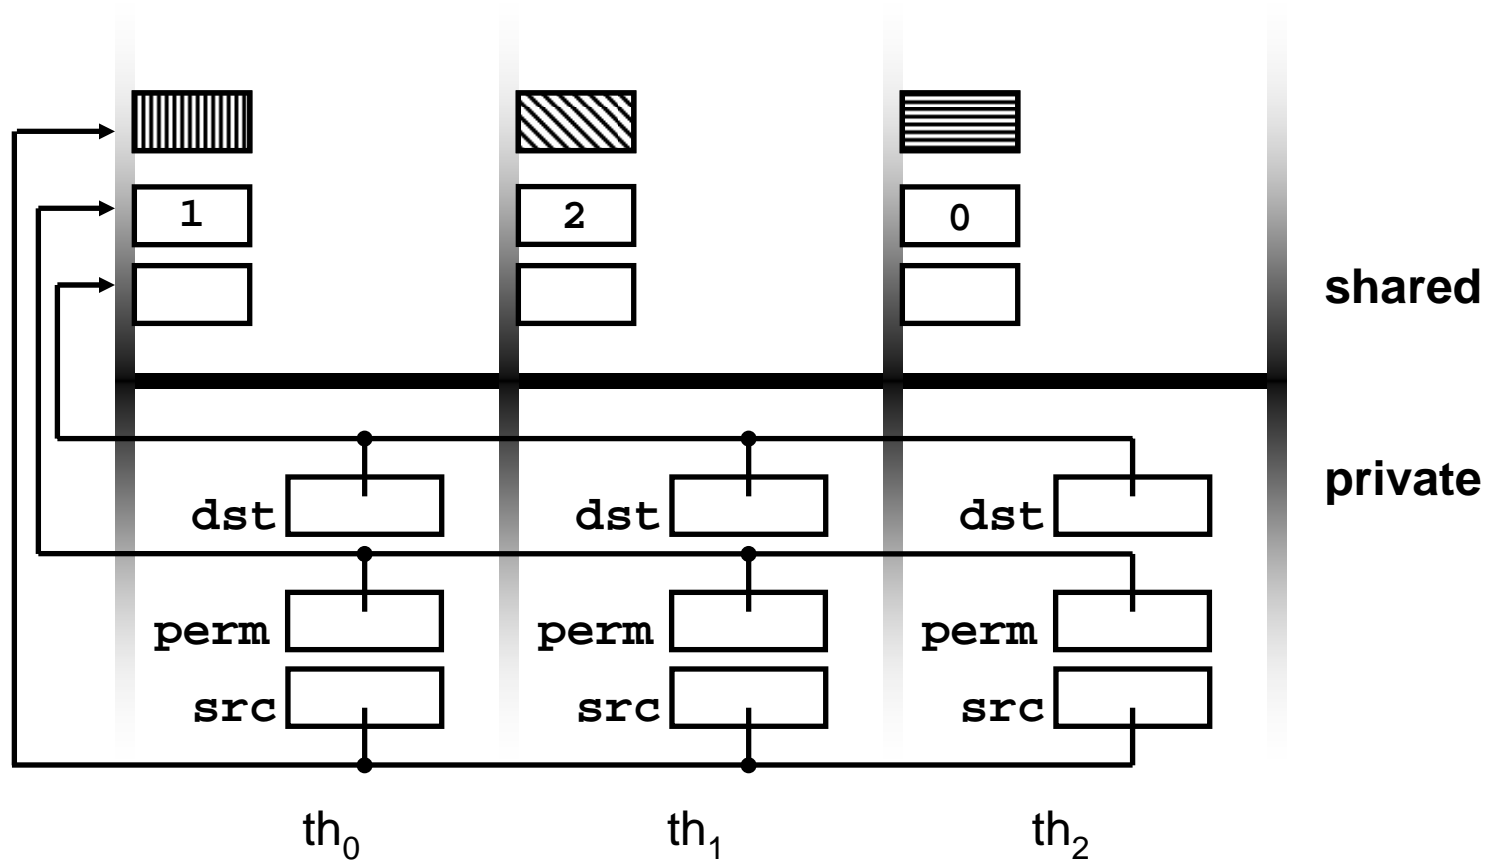 1 2 0
shared
private
dst dst dst
perm perm perm
src src src
th0 th1 th2